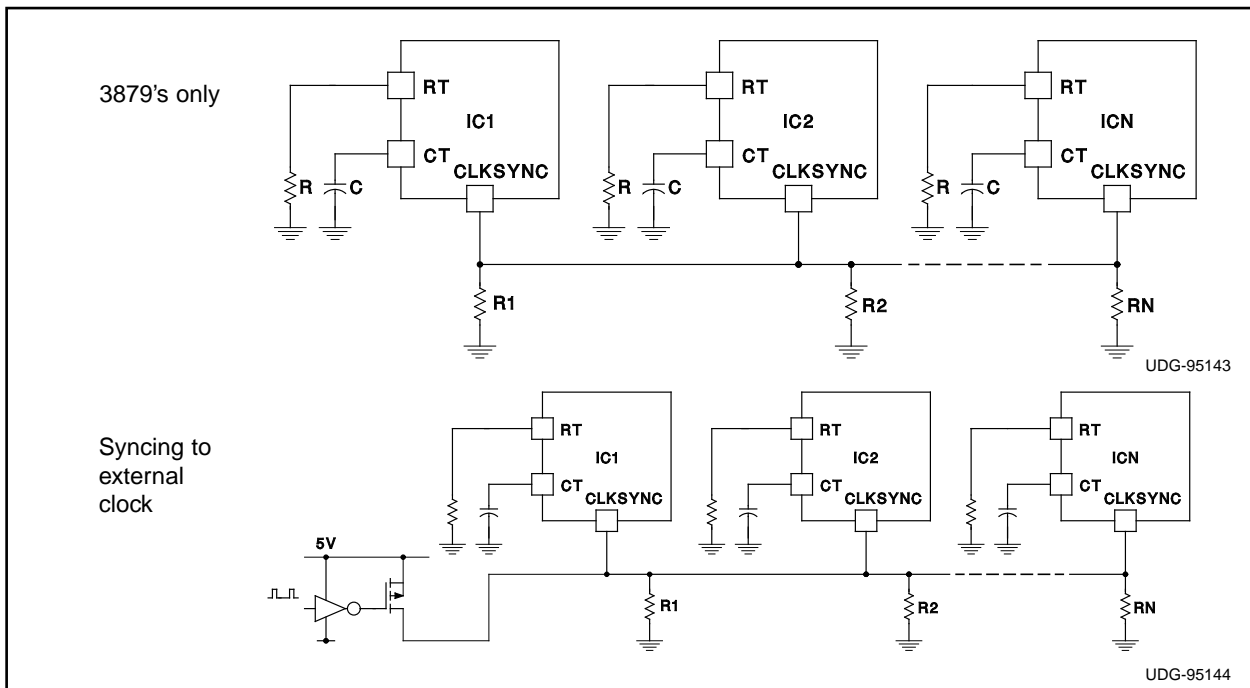 3879's only
RT
IC1
CT
CLKSYNC
R
C
RT
IC2
CT
CLKSYNC
R
C
RT
ICN
CT
CLKSYNC
R
C
R1
R2
RN
UDG-95143
Syncing to
external
clock
5V
RT
IC1
CT
CLKSYNC
RT
IC2
CT
CLKSYNC
RT
ICN
CT
CLKSYNC
R1
R2
RN
UDG-95144